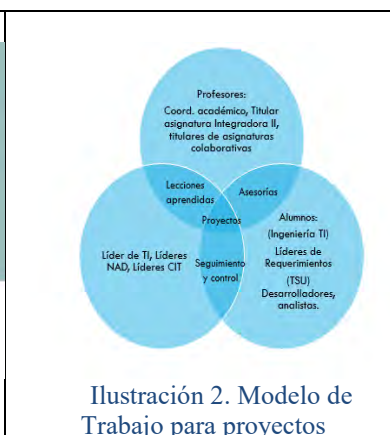 Profesores:
Coord. académico, Titular
asignatura Integradora II,
titulares de asignaturas
colaborativas
Lecciones
aprendidas
Asesorías
Proyectos
Líder de TI, Líderes
NAD, Líderes CIT
Seguimiento
y control
Alumnos:
(Ingeniería TI)
Líderes de
Requerimientos
(TSU)
Desarrolladores,
analistas.
Ilustración 2. Modelo de
Trabajo para proyectos